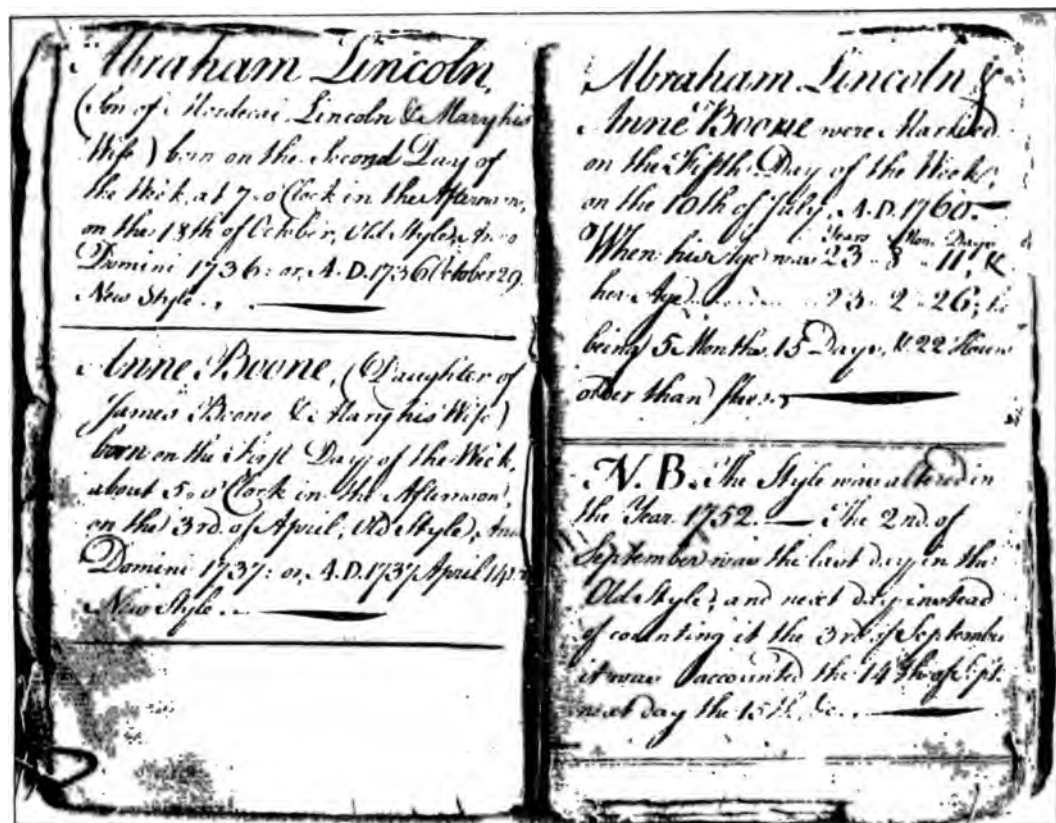 Abraham Lincoln,
(Son of Mordecai Lincoln & Mary his
Wife) born on the Second Day of
the Week, at 7 o'Clock in the Afternoon,
on the 18th of October, Old Style, Anno
Domini 1736: or, A.D. 1736 October 29.
New Style.
Anne Boone, (Daughter of
James Boone & Mary his Wife)
born on the First Day of the Week,
about 5 o'Clock in the Afternoon,
on the 3rd. of April, Old Style, Anno
Domini 1737: or, A.D. 1737 April 14
New Style.
Abraham Lincoln &
Anne Boone were Married
on the Fifth Day of the Week,
on the 10th of July, A.D. 1760.
Years Mon. Days
When his Age was 23 - 8 - 11, &
her Age 23 - 2 - 26; he
being 5 Months 15 Days, & 22 Hours
older than she.
N. B. The Style was altered in
the Year 1752. — The 2nd. of
September was the last day in the
Old Style, and next day instead
of counting it the 3rd of September
it was accounted the 14th of Sept.
next day the 15th, &c.